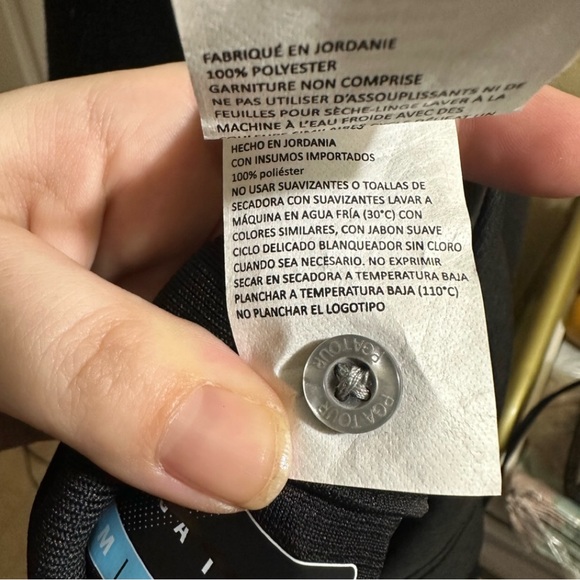 FABRIQUÉ EN JORDANIE
100% POLYESTER
GARNITURE NON COMPRISE
NE PAS UTILISER D'ASSOUPLISSANTS NI DE
FEUILLES POUR SÈCHE-LINGE LAVER À LA
MACHINE À L'EAU FROIDE AVEC DES
HECHO EN JORDANIA
CON INSUMOS IMPORTADOS
100% poliéster
NO USAR SUAVIZANTES O TOALLAS DE
SECADORA CON SUAVIZANTES LAVAR A
MÁQUINA EN AGUA FRÍA (30°C) CON
COLORES SIMILARES, CON JABON SUAVE
CICLO DELICADO BLANQUEADOR SIN CLORO
CUANDO SEA NECESARIO. NO EXPRIMIR
SECAR EN SECADORA A TEMPERATURA BAJA
PLANCHAR A TEMPERATURA BAJA (110°C)
NO PLANCHAR EL LOGOTIPO
PGA TOUR
PGA TOUR
M